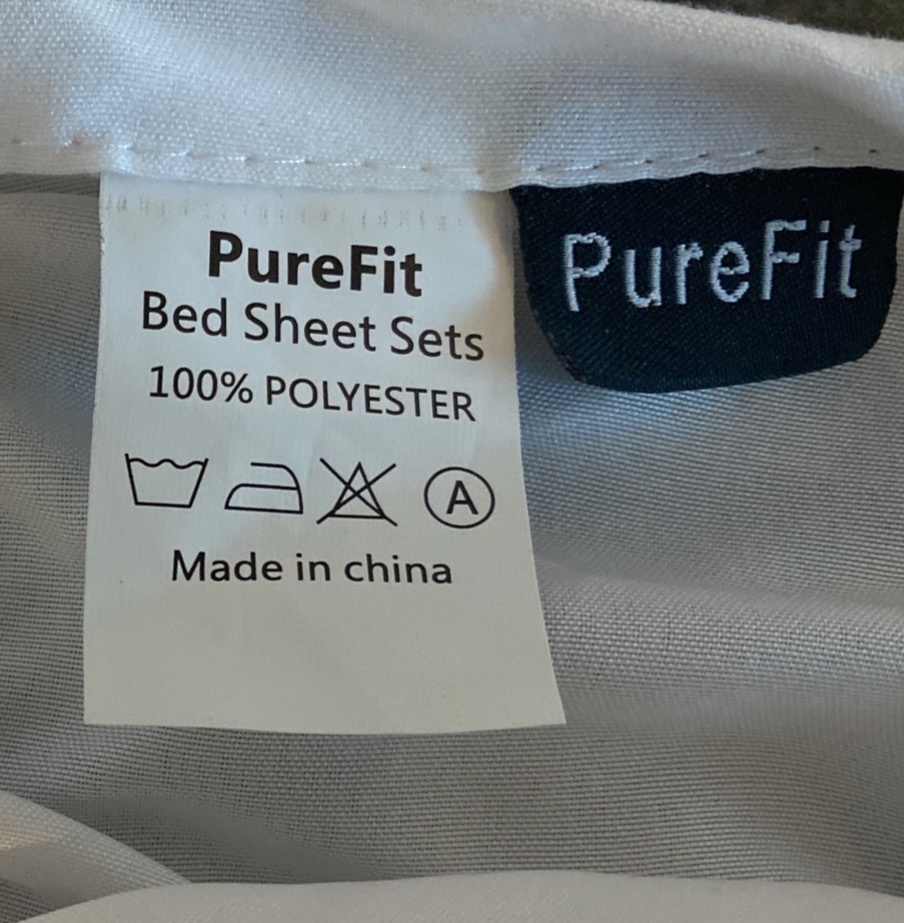 PureFit
Bed Sheet Sets
100% POLYESTER
A
Made in china
PureFit